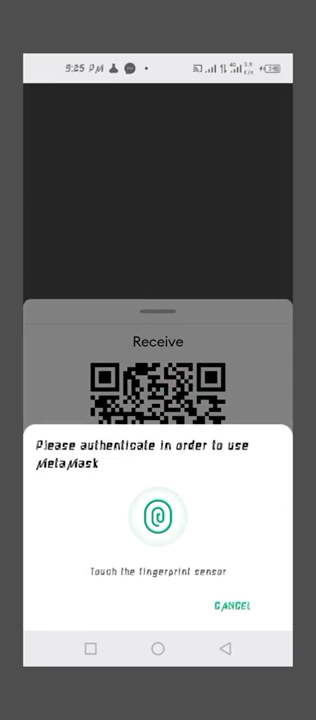 9:25 PM
Receive
Please authenticate in order to use
MetaMask
Touch the fingerprint sensor
CANCEL